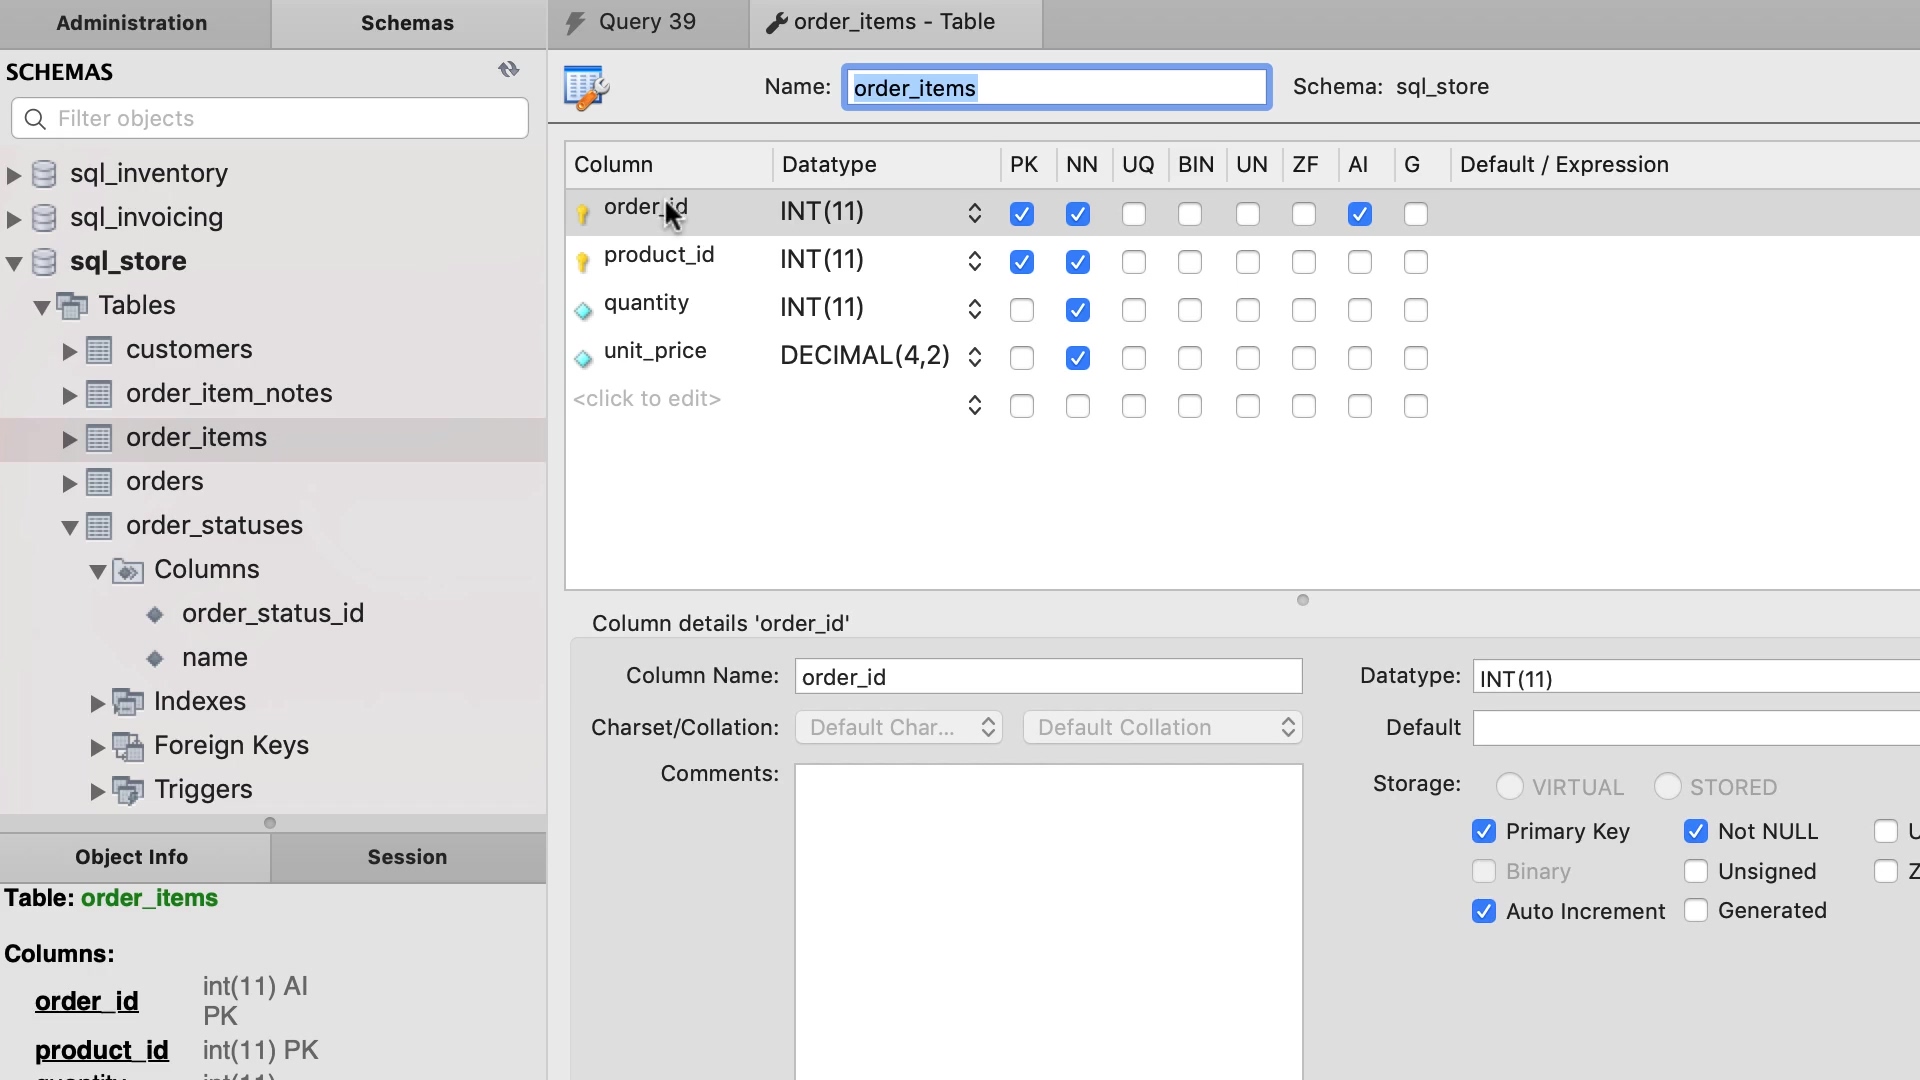 Administration
Schemas
SCHEMAS
Filter objects
sql_inventory
sql_invoicing
sql_store
Tables
customers
order_item_notes
order_items
orders
order_statuses
Columns
order_status_id
name
Indexes
Foreign Keys
Triggers
Object Info
Session
Table: order_items
Columns:
order_id int(11) AI
PK
product_id int(11) PK
Query 39
order_items - Table
Name: order_items Schema: sql_store
Column Datatype PK NN UQ BIN UN ZF AI G Default / Expression
order_id INT(11)
product_id INT(11)
quantity INT(11)
unit_price DECIMAL(4,2)
<click to edit>
Column details 'order_id'
Column Name: order_id Datatype: INT(11)
Charset/Collation: Default Char... Default Collation Default
Comments:
Storage: VIRTUAL STORED
Primary Key Not NULL U
Binary Unsigned Z
Auto Increment Generated